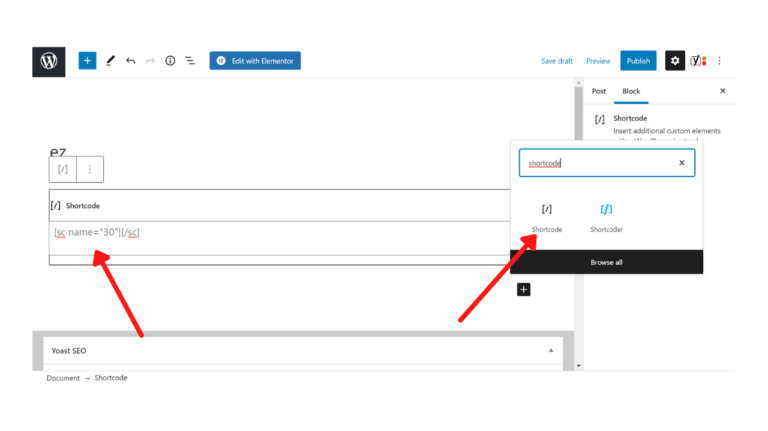 Edit with Elementor
Save draft
Preview
Publish
Post
Block
[/] Shortcode
Insert additional custom elements
ez
[/]
shortcode
[/] Shortcode
[sc name="30"][/sc]
Shortcode
Shortcoder
Browse all
Yoast SEO
Document → Shortcode